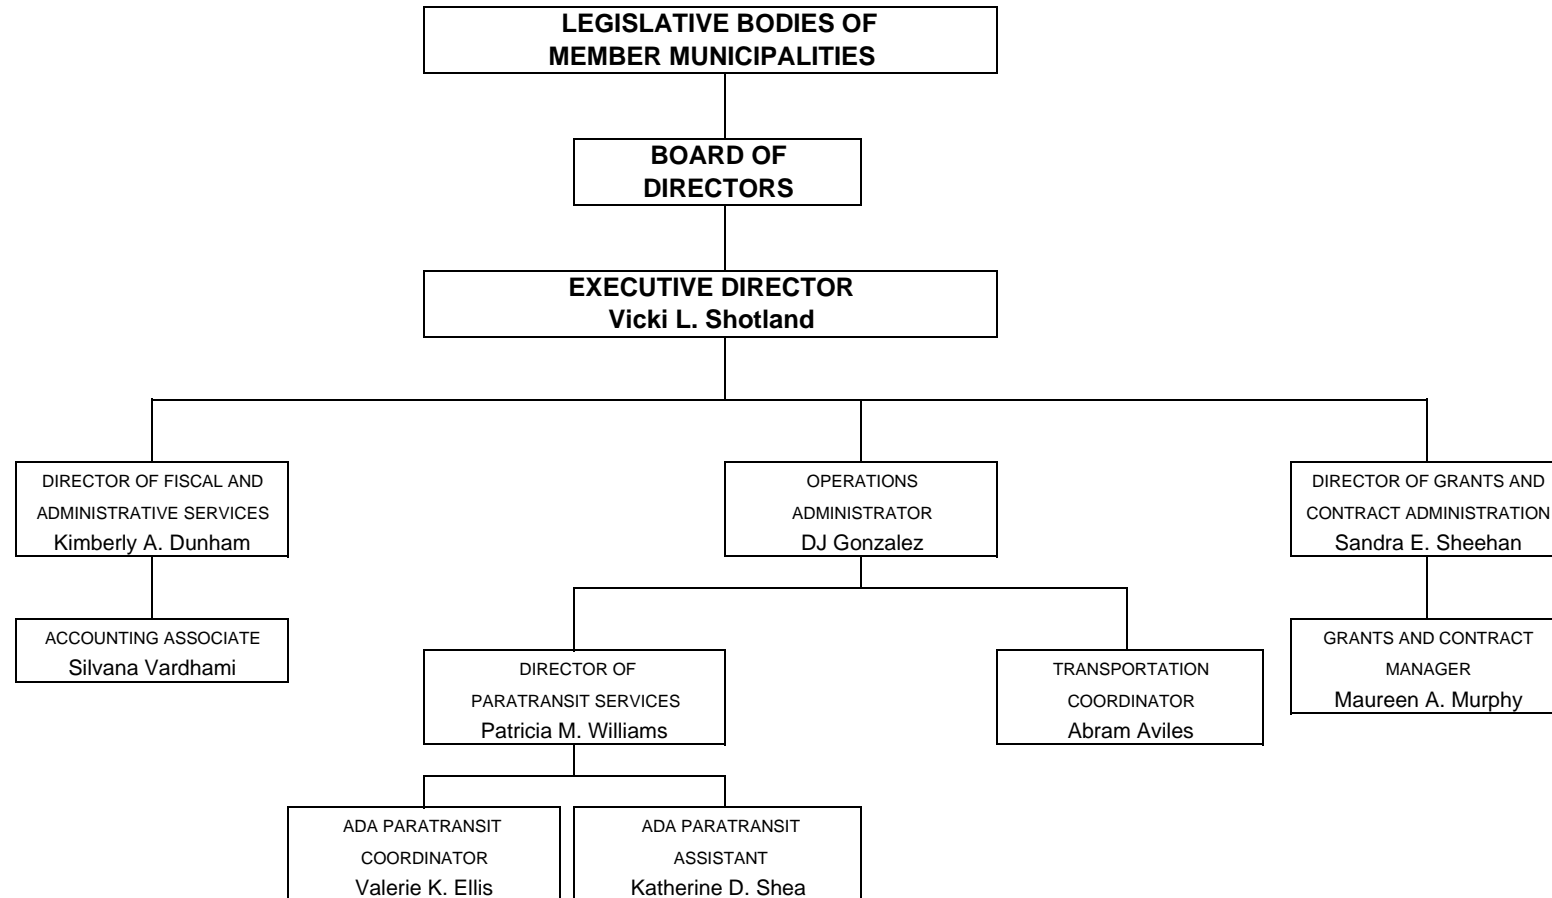 LEGISLATIVE BODIES OF
MEMBER MUNICIPALITIES
BOARD OF
DIRECTORS
EXECUTIVE DIRECTOR
Vicki L. Shotland
DIRECTOR OF FISCAL AND
ADMINISTRATIVE SERVICES
Kimberly A. Dunham
OPERATIONS
ADMINISTRATOR
DJ Gonzalez
DIRECTOR OF GRANTS AND
CONTRACT ADMINISTRATION
Sandra E. Sheehan
ACCOUNTING ASSOCIATE
Silvana Vardhami
GRANTS AND CONTRACT
MANAGER
Maureen A. Murphy
DIRECTOR OF
PARATRANSIT SERVICES
Patricia M. Williams
TRANSPORTATION
COORDINATOR
Abram Aviles
ADA PARATRANSIT
COORDINATOR
Valerie K. Ellis
ADA PARATRANSIT
ASSISTANT
Katherine D. Shea